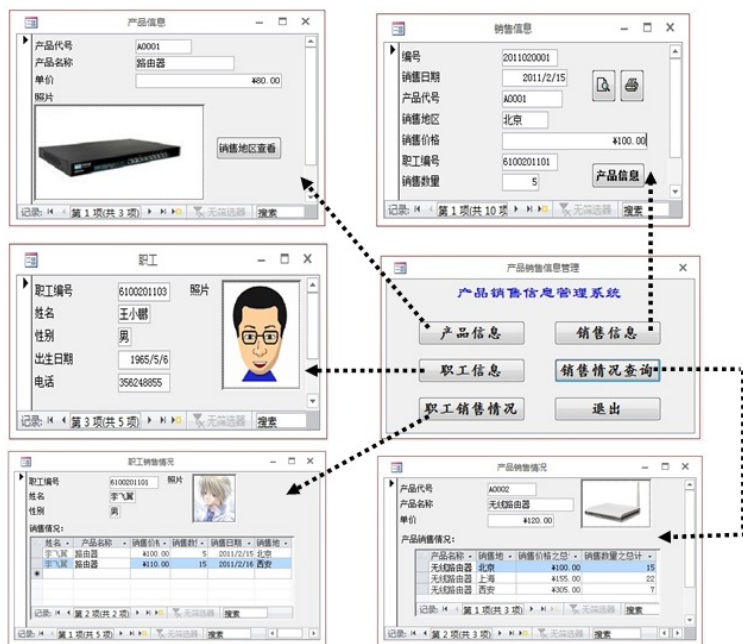 产品信息
产品代号 A0001
产品名称 路由器
单价 ¥80.00
照片
销售地区查看
记录: 第 1 项(共 3 项) 无筛选器 搜索
销售信息
编号 2011020001
销售日期 2011/2/15
产品代号 A0001
销售地区 北京
销售价格 ¥100.00
职工编号 6100201101
销售数量 5
产品信息
记录: 第 1 项(共 10 项 无筛选器 搜索
职工
职工编号 6100201103 照片
姓名 王小鹏
性别 男
出生日期 1965/5/6
电话 356248855
记录: 第 3 项(共 5 项) 无筛选器 搜索
产品销售信息管理
产品销售信息管理系统
产品信息 销售信息
职工信息 销售情况查询
职工销售情况 退出
职工销售情况
职工编号 6100201101 照片
姓名 李飞翼
性别 男
销售情况:
姓名 产品名称 销售价格 销售数量 销售日期 销售地
李飞翼 路由器 ¥100.00 5 2011/2/15 北京
李飞翼 路由器 ¥110.00 15 2011/2/16 西安
记录: 第 2 项(共 2 项) 无筛选器 搜索
记录: 第 1 项(共 5 项) 无筛选器 搜索
产品销售情况
产品代号 A0002
产品名称 无线路由器
单价 ¥120.00
产品销售情况:
产品名称 销售地 销售价格之总 销售数量之总计
无线路由器 北京 ¥100.00 15
无线路由器 上海 ¥155.00 22
无线路由器 西安 ¥305.00 7
记录: 第 1 项(共 3 项) 无筛选器 搜索
记录: 第 2 项(共 3 项) 无筛选器 搜索